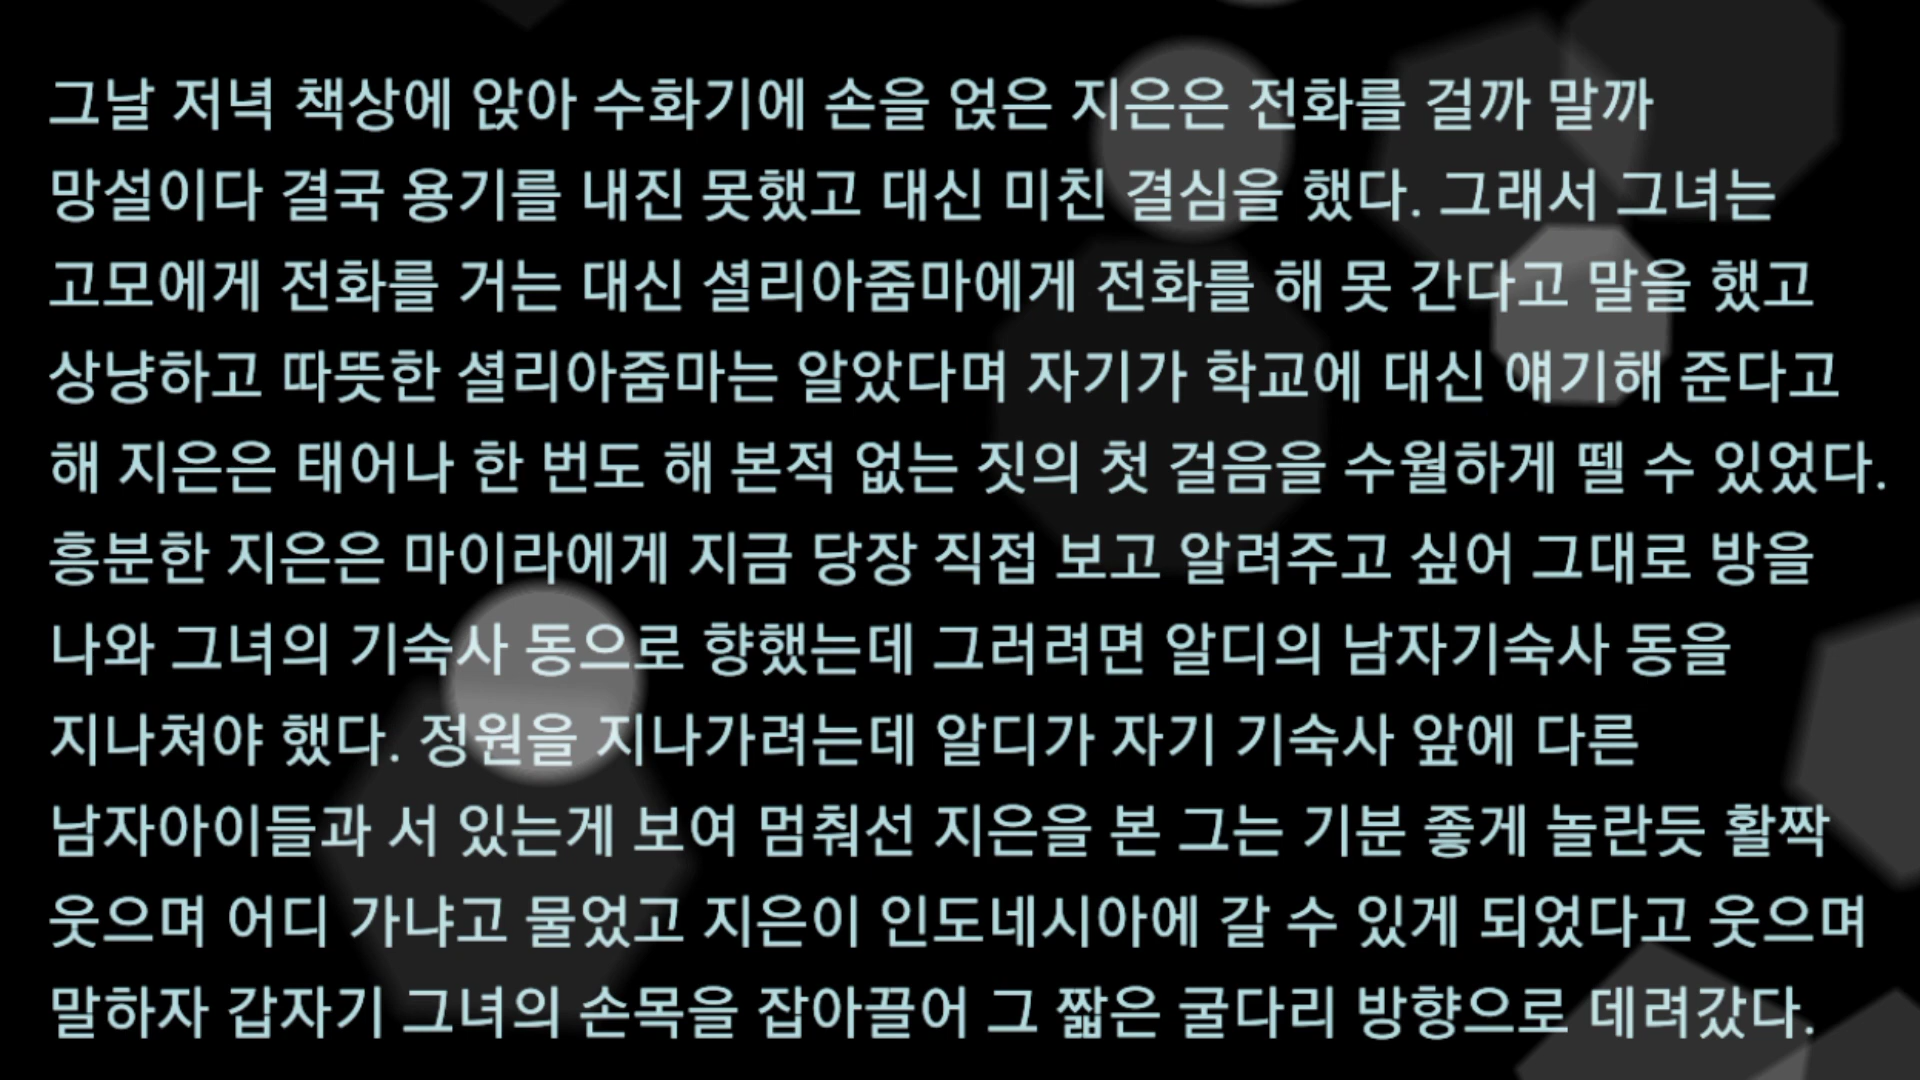 그날 저녁 책상에 앉아 수화기에 손을 얹은 지은은 전화를 걸까 말까
망설이다 결국 용기를 내진 못했고 대신 미친 결심을 했다. 그래서 그녀는
고모에게 전화를 거는 대신 셜리아줌마에게 전화를 해 못 간다고 말을 했고
상냥하고 따뜻한 셜리아줌마는 알았다며 자기가 학교에 대신 얘기해 준다고
해 지은은 태어나 한 번도 해 본적 없는 짓의 첫 걸음을 수월하게 뗄 수 있었다.
흥분한 지은은 마이라에게 지금 당장 직접 보고 알려주고 싶어 그대로 방을
나와 그녀의 기숙사 동으로 향했는데 그러려면 알디의 남자기숙사 동을
지나쳐야 했다. 정원을 지나가려는데 알디가 자기 기숙사 앞에 다른
남자아이들과 서 있는게 보여 멈춰선 지은을 본 그는 기분 좋게 놀란듯 활짝
웃으며 어디 가냐고 물었고 지은이 인도네시아에 갈 수 있게 되었다고 웃으며
말하자 갑자기 그녀의 손목을 잡아끌어 그 짧은 굴다리 방향으로 데려갔다.